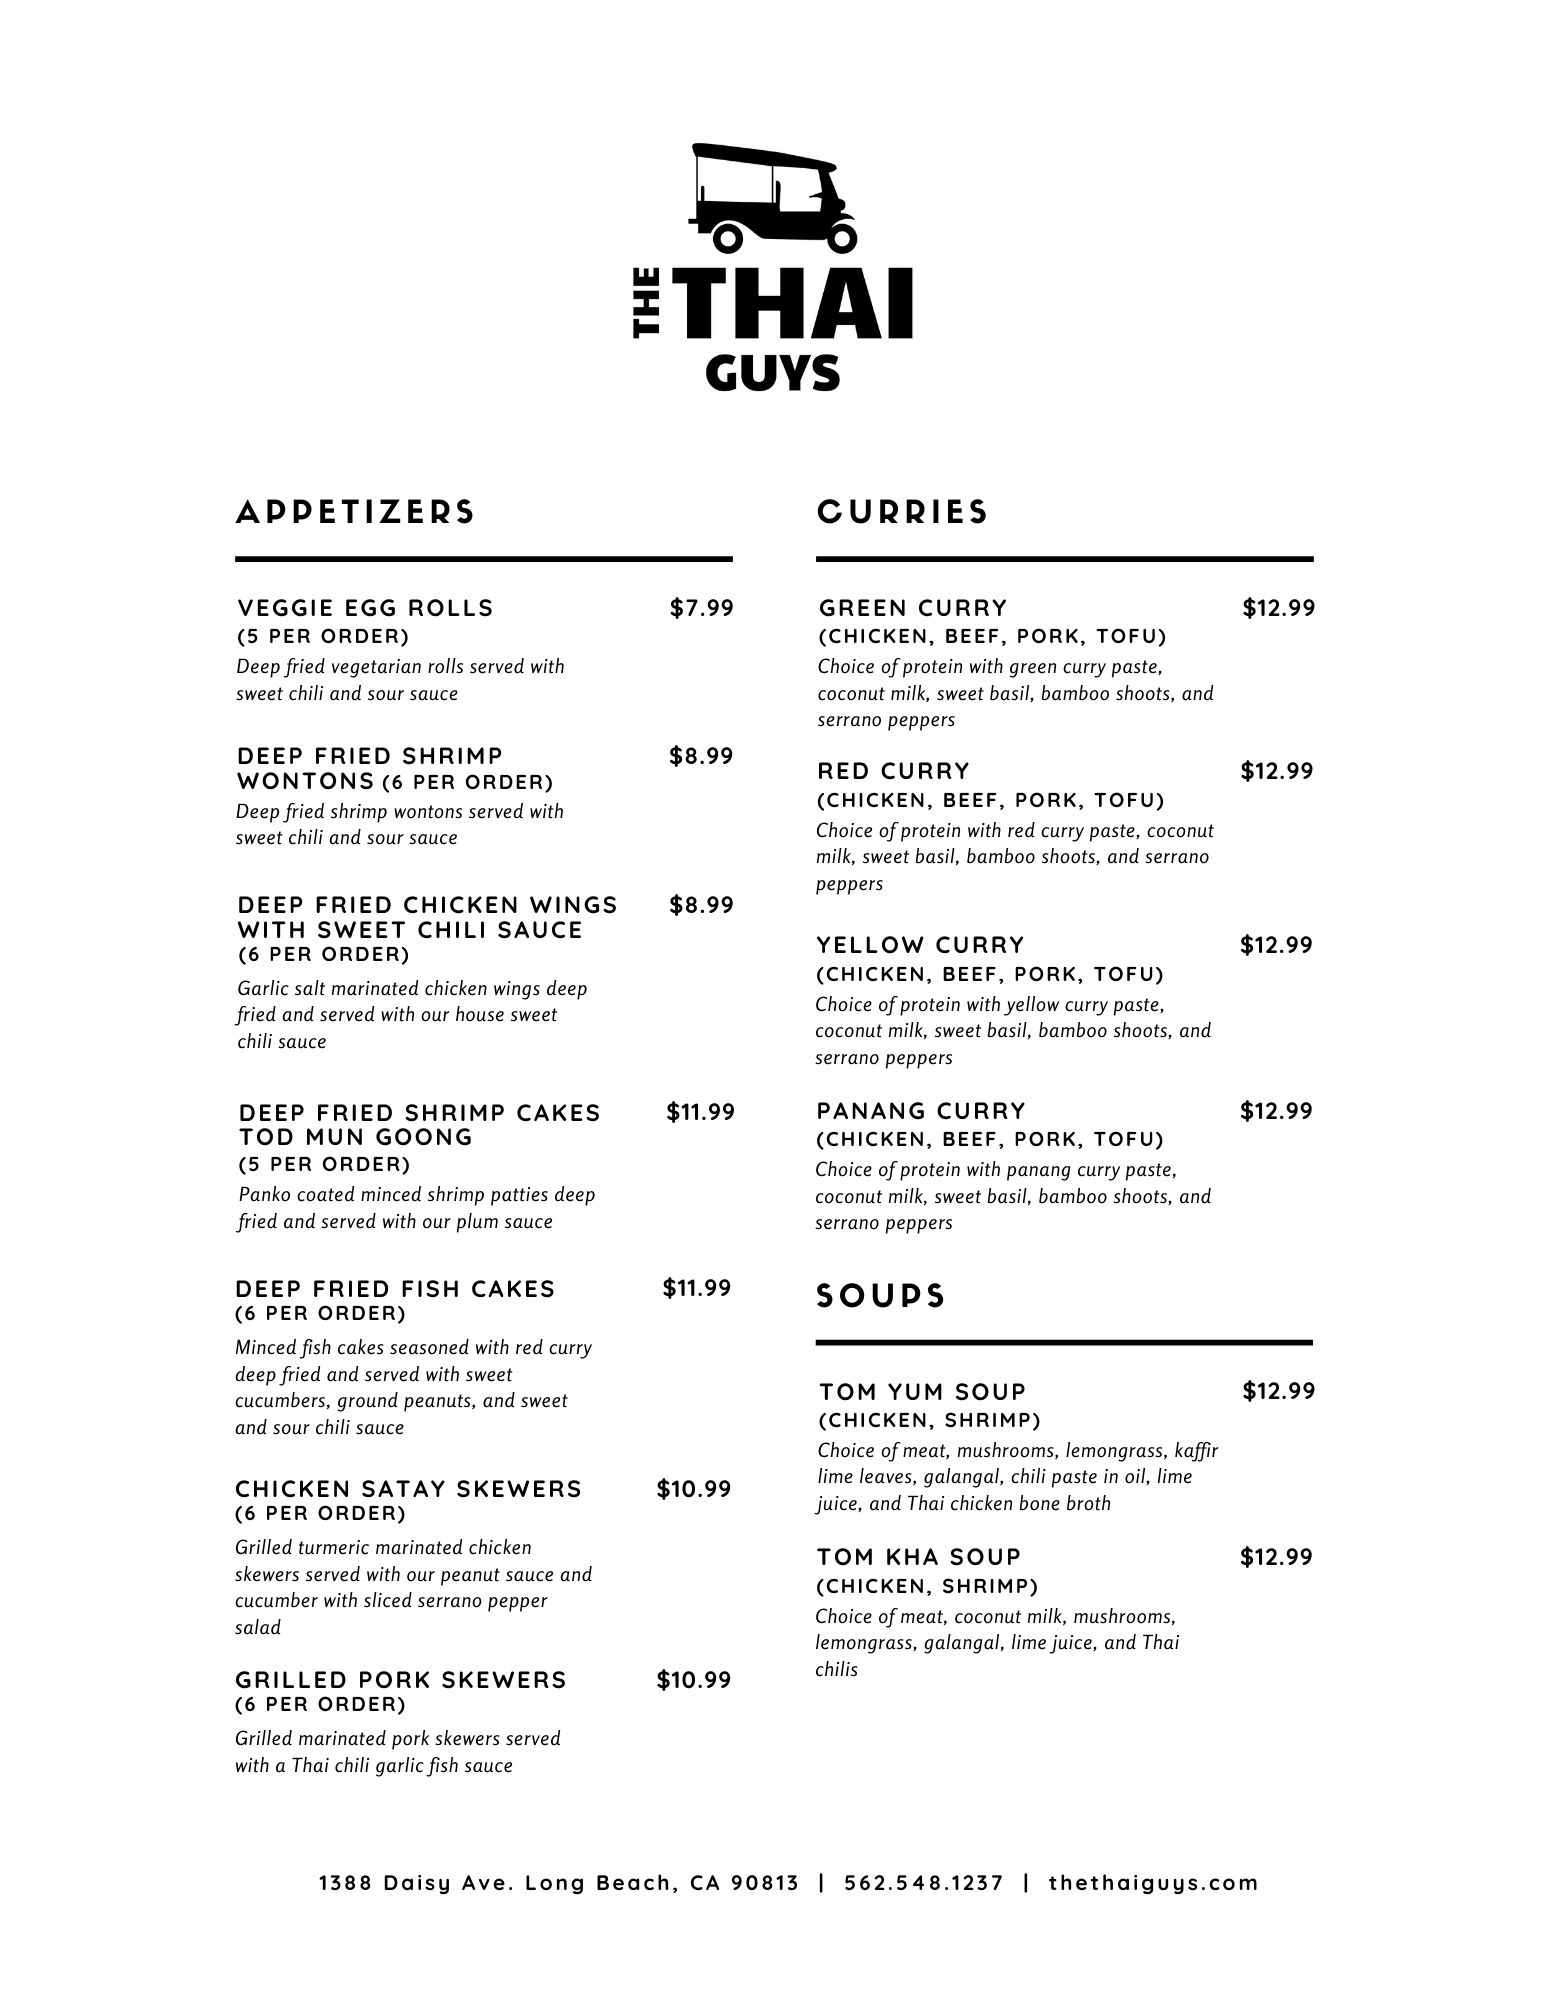 THE THAI
GUYS
APPETIZERS
VEGGIE EGG ROLLS $7.99
(5 PER ORDER)
Deep fried vegetarian rolls served with
sweet chili and sour sauce
DEEP FRIED SHRIMP $8.99
WONTONS (6 PER ORDER)
Deep fried shrimp wontons served with
sweet chili and sour sauce
DEEP FRIED CHICKEN WINGS $8.99
WITH SWEET CHILI SAUCE
(6 PER ORDER)
Garlic salt marinated chicken wings deep
fried and served with our house sweet
chili sauce
DEEP FRIED SHRIMP CAKES $11.99
TOD MUN GOONG
(5 PER ORDER)
Panko coated minced shrimp patties deep
fried and served with our plum sauce
DEEP FRIED FISH CAKES $11.99
(6 PER ORDER)
Minced fish cakes seasoned with red curry
deep fried and served with sweet
cucumbers, ground peanuts, and sweet
and sour chili sauce
CHICKEN SATAY SKEWERS $10.99
(6 PER ORDER)
Grilled turmeric marinated chicken
skewers served with our peanut sauce and
cucumber with sliced serrano pepper
salad
GRILLED PORK SKEWERS $10.99
(6 PER ORDER)
Grilled marinated pork skewers served
with a Thai chili garlic fish sauce
CURRIES
GREEN CURRY $12.99
(CHICKEN, BEEF, PORK, TOFU)
Choice of protein with green curry paste,
coconut milk, sweet basil, bamboo shoots, and
serrano peppers
RED CURRY $12.99
(CHICKEN, BEEF, PORK, TOFU)
Choice of protein with red curry paste, coconut
milk, sweet basil, bamboo shoots, and serrano
peppers
YELLOW CURRY $12.99
(CHICKEN, BEEF, PORK, TOFU)
Choice of protein with yellow curry paste,
coconut milk, sweet basil, bamboo shoots, and
serrano peppers
PANANG CURRY $12.99
(CHICKEN, BEEF, PORK, TOFU)
Choice of protein with panang curry paste,
coconut milk, sweet basil, bamboo shoots, and
serrano peppers
SOUPS
TOM YUM SOUP $12.99
(CHICKEN, SHRIMP)
Choice of meat, mushrooms, lemongrass, kaffir
lime leaves, galangal, chili paste in oil, lime
juice, and Thai chicken bone broth
TOM KHA SOUP $12.99
(CHICKEN, SHRIMP)
Choice of meat, coconut milk, mushrooms,
lemongrass, galangal, lime juice, and Thai
chilis
1388 Daisy Ave. Long Beach, CA 90813 | 562.548.1237 | thethaiguys.com